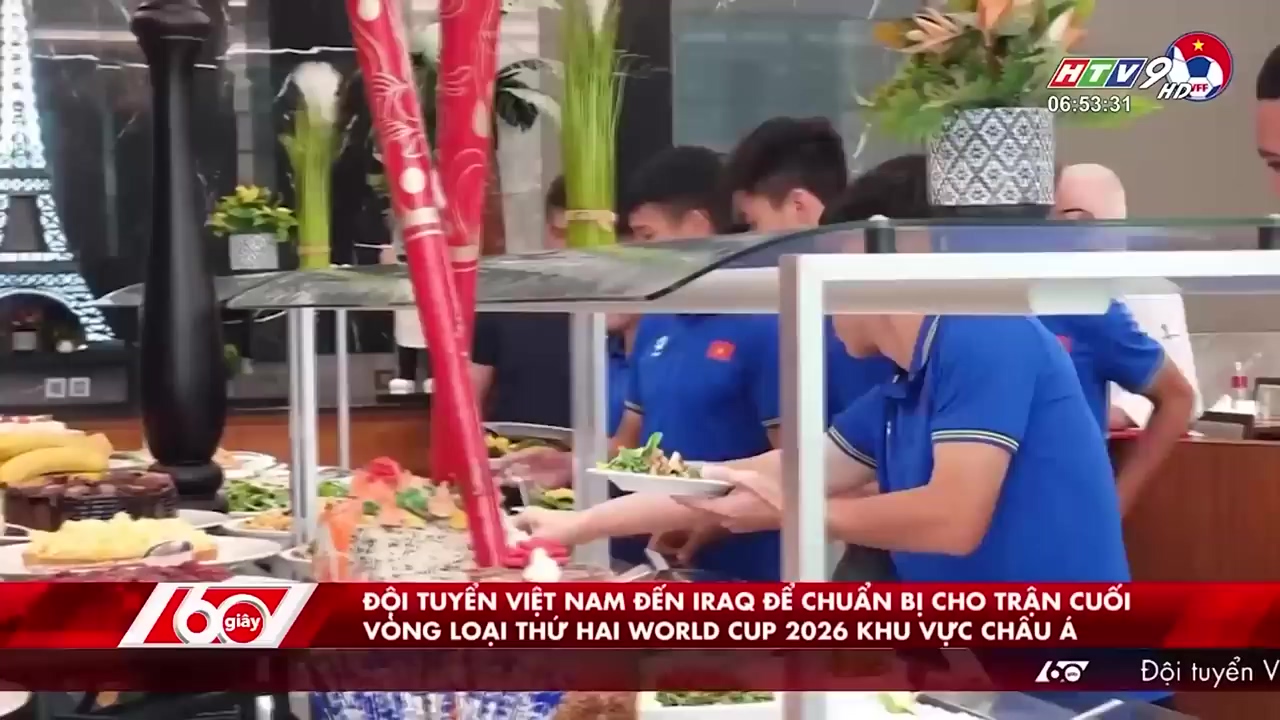 HTV9
HD
VFF
06:53:31
60
giây
ĐỘI TUYỂN VIỆT NAM ĐẾN IRAQ ĐỂ CHUẨN BỊ CHO TRẬN CUỐI
VÒNG LOẠI THỨ HAI WORLD CUP 2026 KHU VỰC CHÂU Á
60 giây
Đội tuyển V